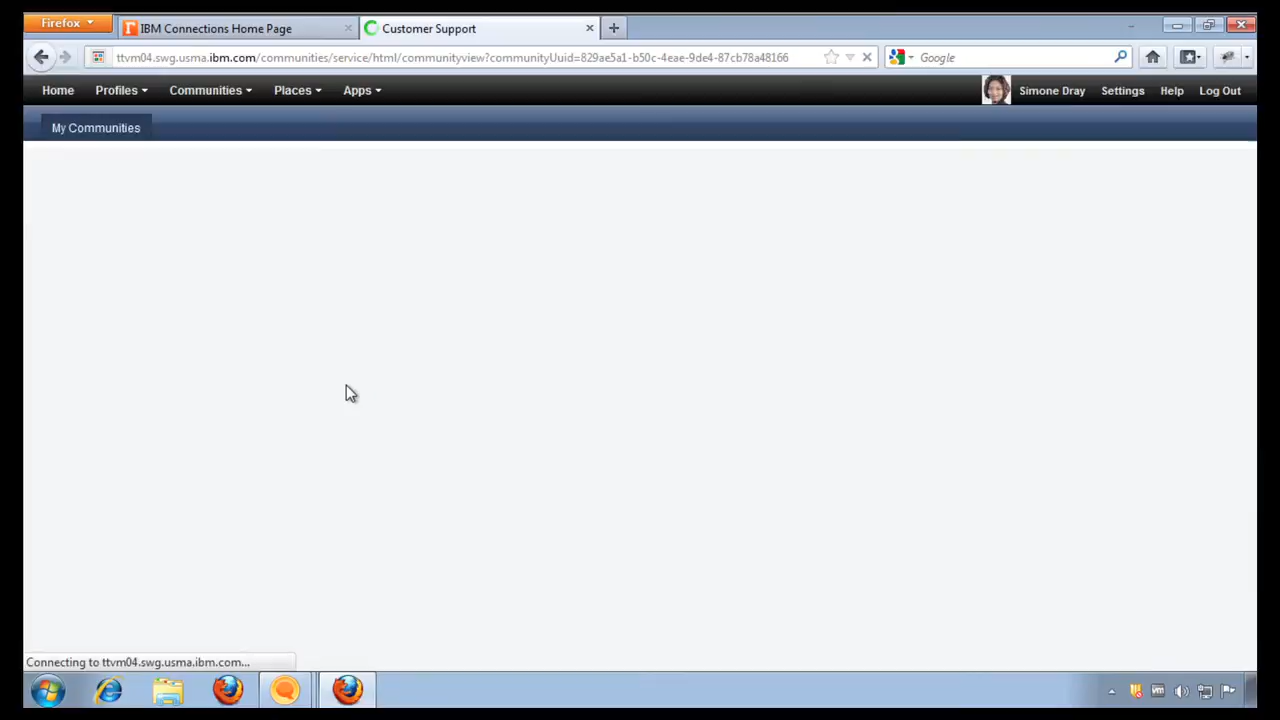 Firefox
IBM Connections Home Page
Customer Support
ttvm04.swg.usma.ibm.com/communities/service/html/communityview?communityUuid=829ae5a1-b50c-4eae-9de4-87cb78a48166
Google
Home Profiles Communities Places Apps Simone Dray Settings Help Log Out
My Communities
Connecting to ttvm04.swg.usma.ibm.com...